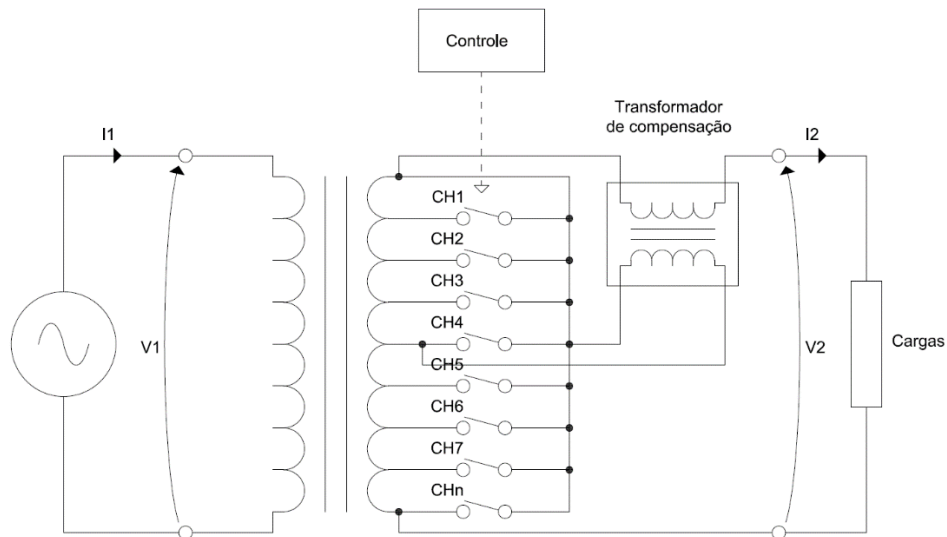 Controle
Transformador
de compensação
I1
I2
CH1
CH2
CH3
CH4
V1
CH5
V2
Cargas
CH6
CH7
CHn